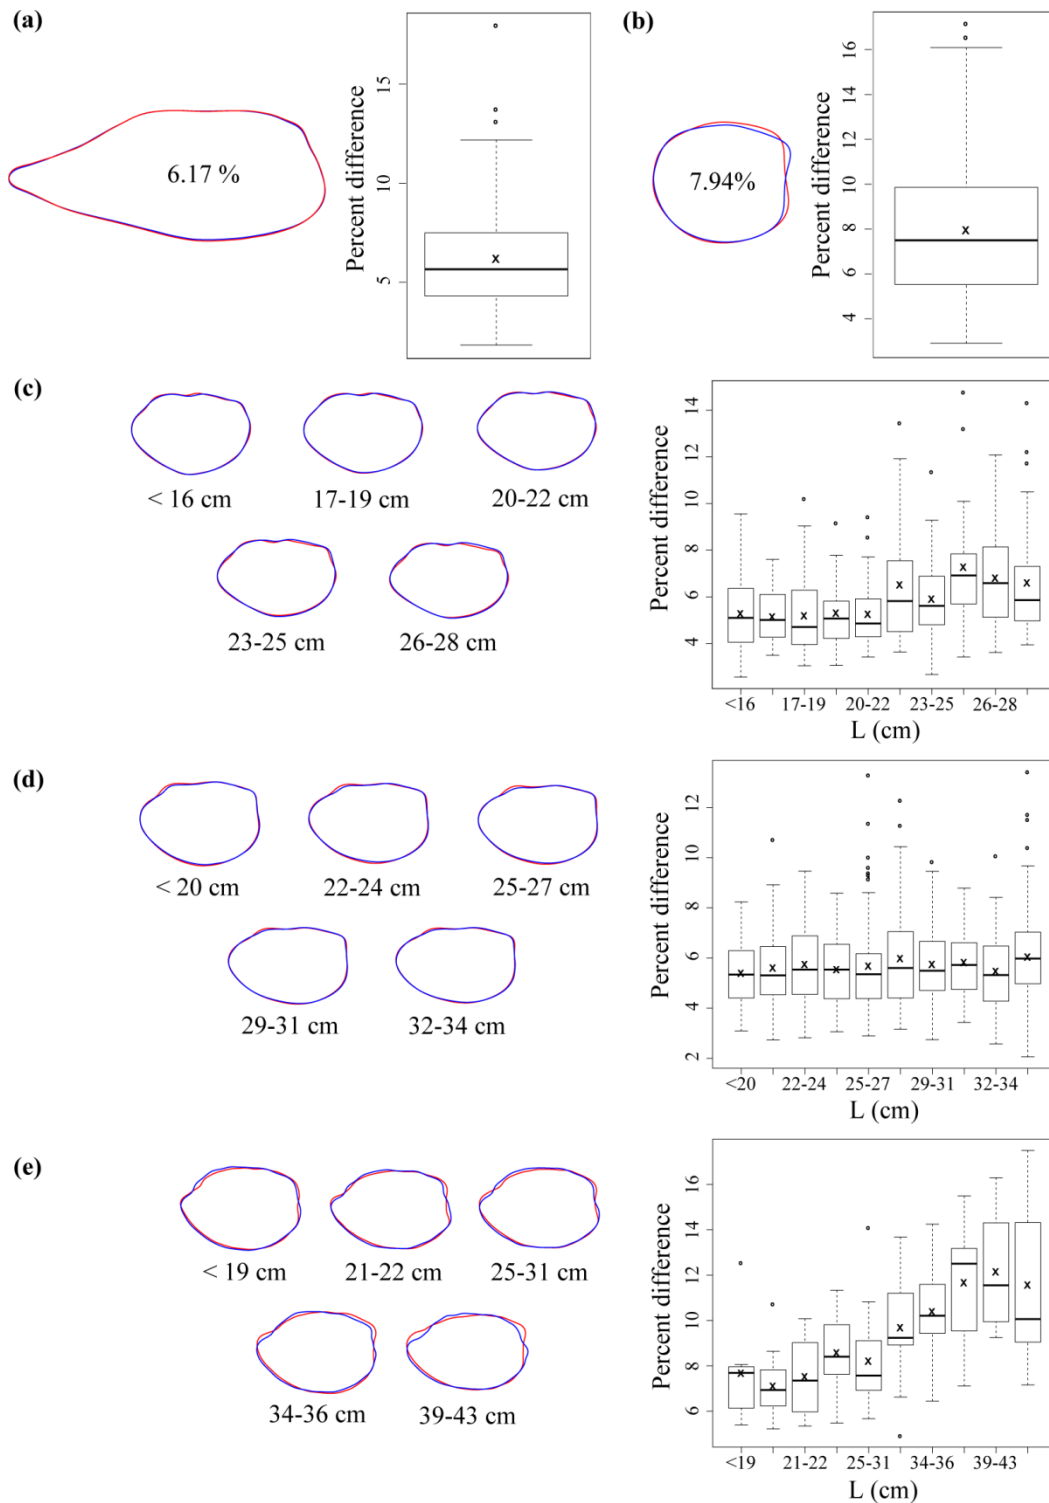 (a)
6.17 %
Percent difference
15
10
5
(b)
7.94%
Percent difference
16
14
12
10
8
6
4
(c)
< 16 cm
17-19 cm
20-22 cm
23-25 cm
26-28 cm
Percent difference
14
12
10
8
6
4
<16
17-19
20-22
23-25
26-28
L (cm)
(d)
< 20 cm
22-24 cm
25-27 cm
29-31 cm
32-34 cm
Percent difference
12
10
8
6
4
2
<20
22-24
25-27
29-31
32-34
L (cm)
(e)
< 19 cm
21-22 cm
25-31 cm
34-36 cm
39-43 cm
Percent difference
16
14
12
10
8
6
<19
21-22
25-31
34-36
39-43
L (cm)